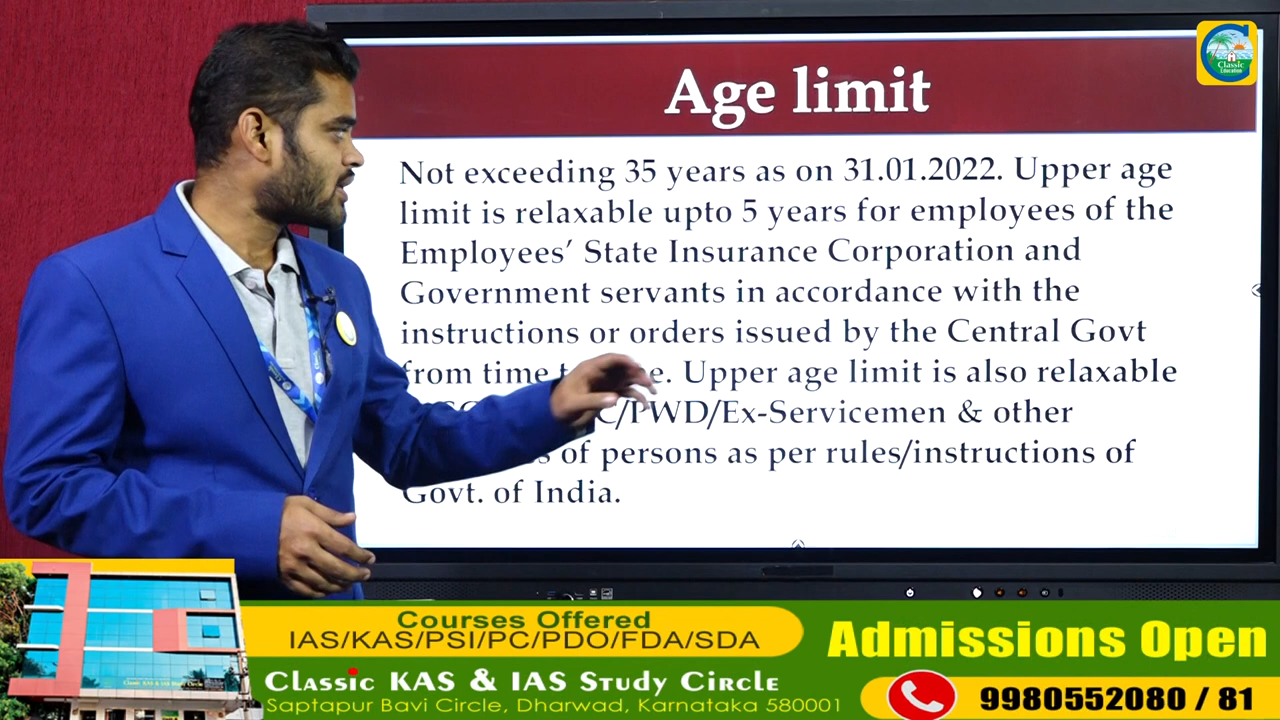 Age limit
Classic
Education
Not exceeding 35 years as on 31.01.2022. Upper age
limit is relaxable upto 5 years for employees of the
Employees’ State Insurance Corporation and
Government servants in accordance with the
instructions or orders issued by the Central Govt
from time. Upper age limit is also relaxable
C/PWD/Ex-Servicemen & other
of persons as per rules/instructions of
Govt. of India.
Courses Offered
IAS/KAS/PSI/PC/PDO/FDA/SDA
Classic KAS & IAS Study Circle
Saptapur Bavi Circle, Dharwad, Karnataka 580001
Admissions Open
9980552080 / 81